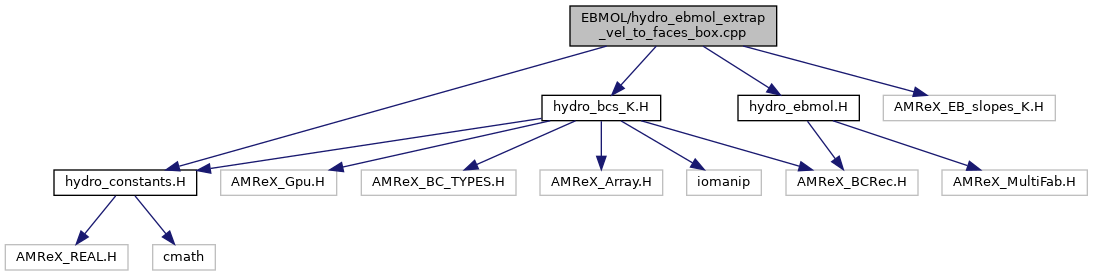 EBMOL/hydro_ebmol_extrap
_vel_to_faces_box.cpp
hydro_bcs_K.H
hydro_ebmol.H
AMReX_EB_slopes_K.H
hydro_constants.H
AMReX_Gpu.H
AMReX_BC_TYPES.H
AMReX_Array.H
iomanip
AMReX_BCRec.H
AMReX_MultiFab.H
AMReX_REAL.H
cmath